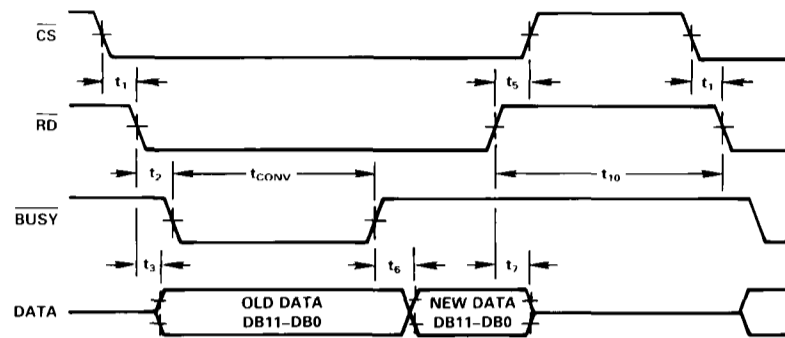 CS
t1 t5 t1
RD
t2 tCONV t10
BUSY
t3 t6 t7
DATA
OLD DATA
DB11–DB0
NEW DATA
DB11–DB0